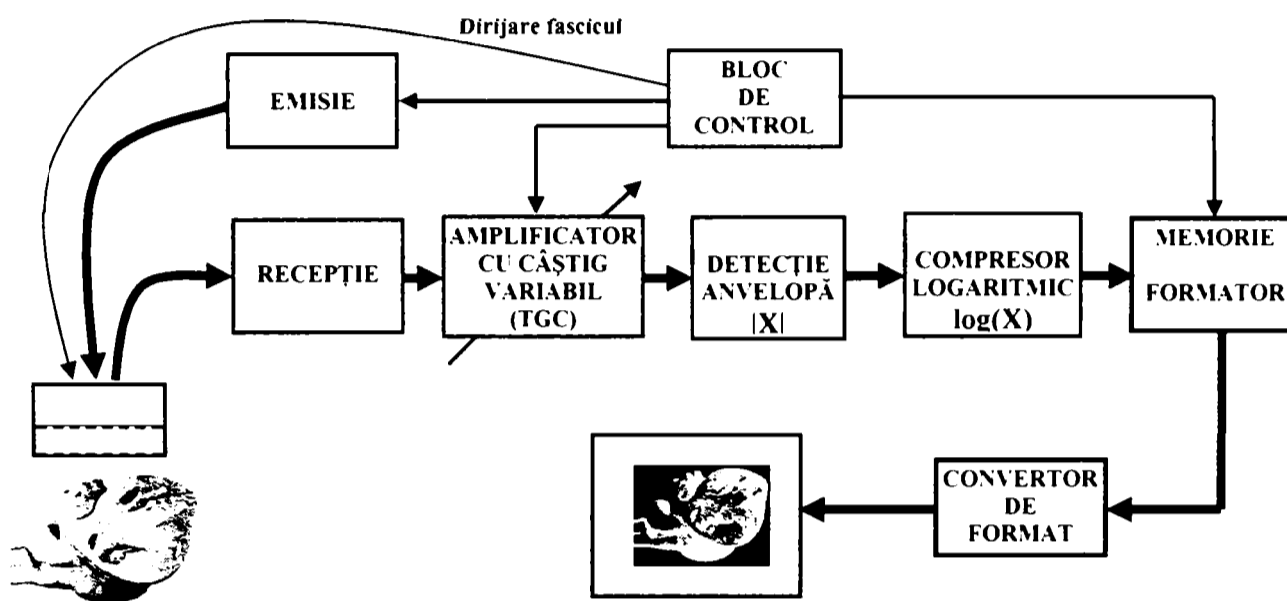 Dirijare fascicul
EMISIE
BLOC
DE
CONTROL
RECEPȚIE
AMPLIFICATOR
CU CÂȘTIG
VARIABIL
(TGC)
DETECȚIE
ANVELOPĂ
|X|
COMPRESOR
LOGARITMIC
log(X)
MEMORIE
FORMATOR
CONVERTOR
DE
FORMAT